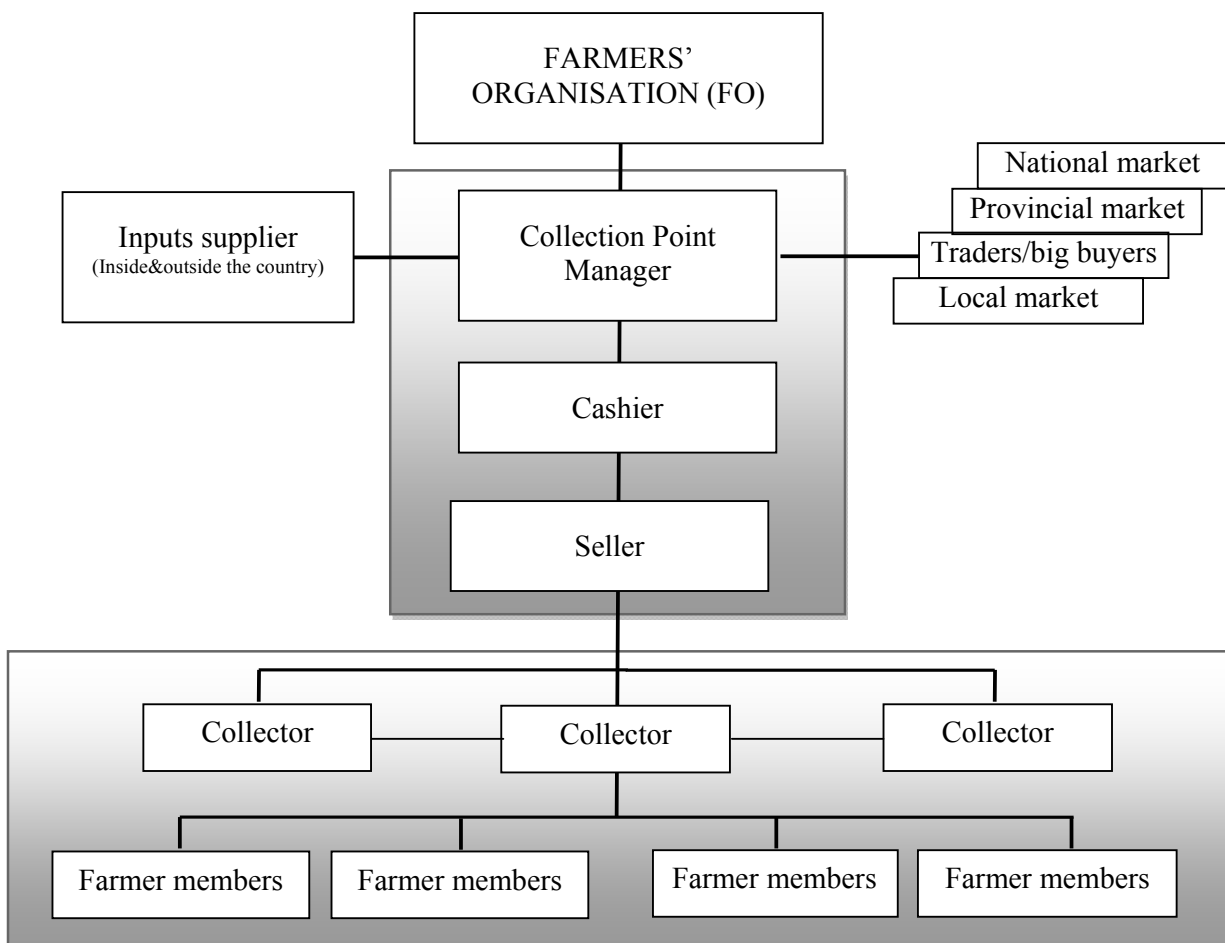 FARMERS’
ORGANISATION (FO)
National market
Provincial market
Traders/big buyers
Local market
Inputs supplier
(Inside&outside the country)
Collection Point
Manager
Cashier
Seller
Collector
Collector
Collector
Farmer members
Farmer members
Farmer members
Farmer members